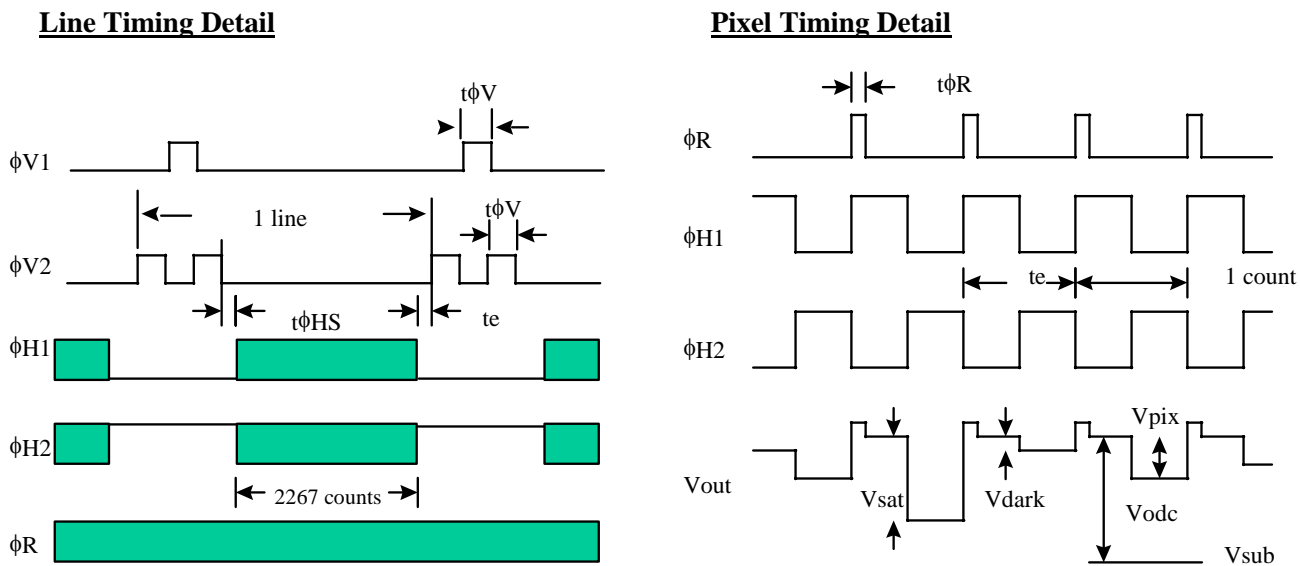 Line Timing Detail
tϕV
ϕV1
1 line
tϕV
ϕV2
tϕHS
te
ϕH1
ϕH2
2267 counts
ϕR
Pixel Timing Detail
tϕR
ϕR
ϕH1
te
1 count
ϕH2
Vpix
Vout
Vsat
Vdark
Vodc
Vsub